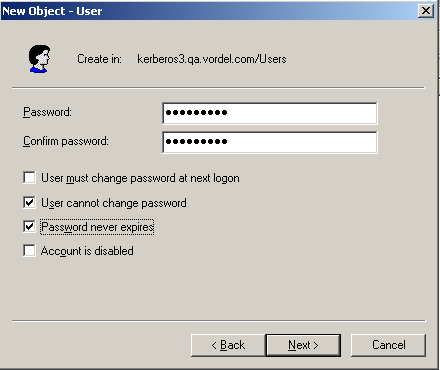 New Object - User
Create in: kerberos3.qa.vordel.com/Users
Password: ●●●●●●●●●
Confirm password: ●●●●●●●●●
User must change password at next logon
User cannot change password
Password never expires
Account is disabled
< Back Next > Cancel